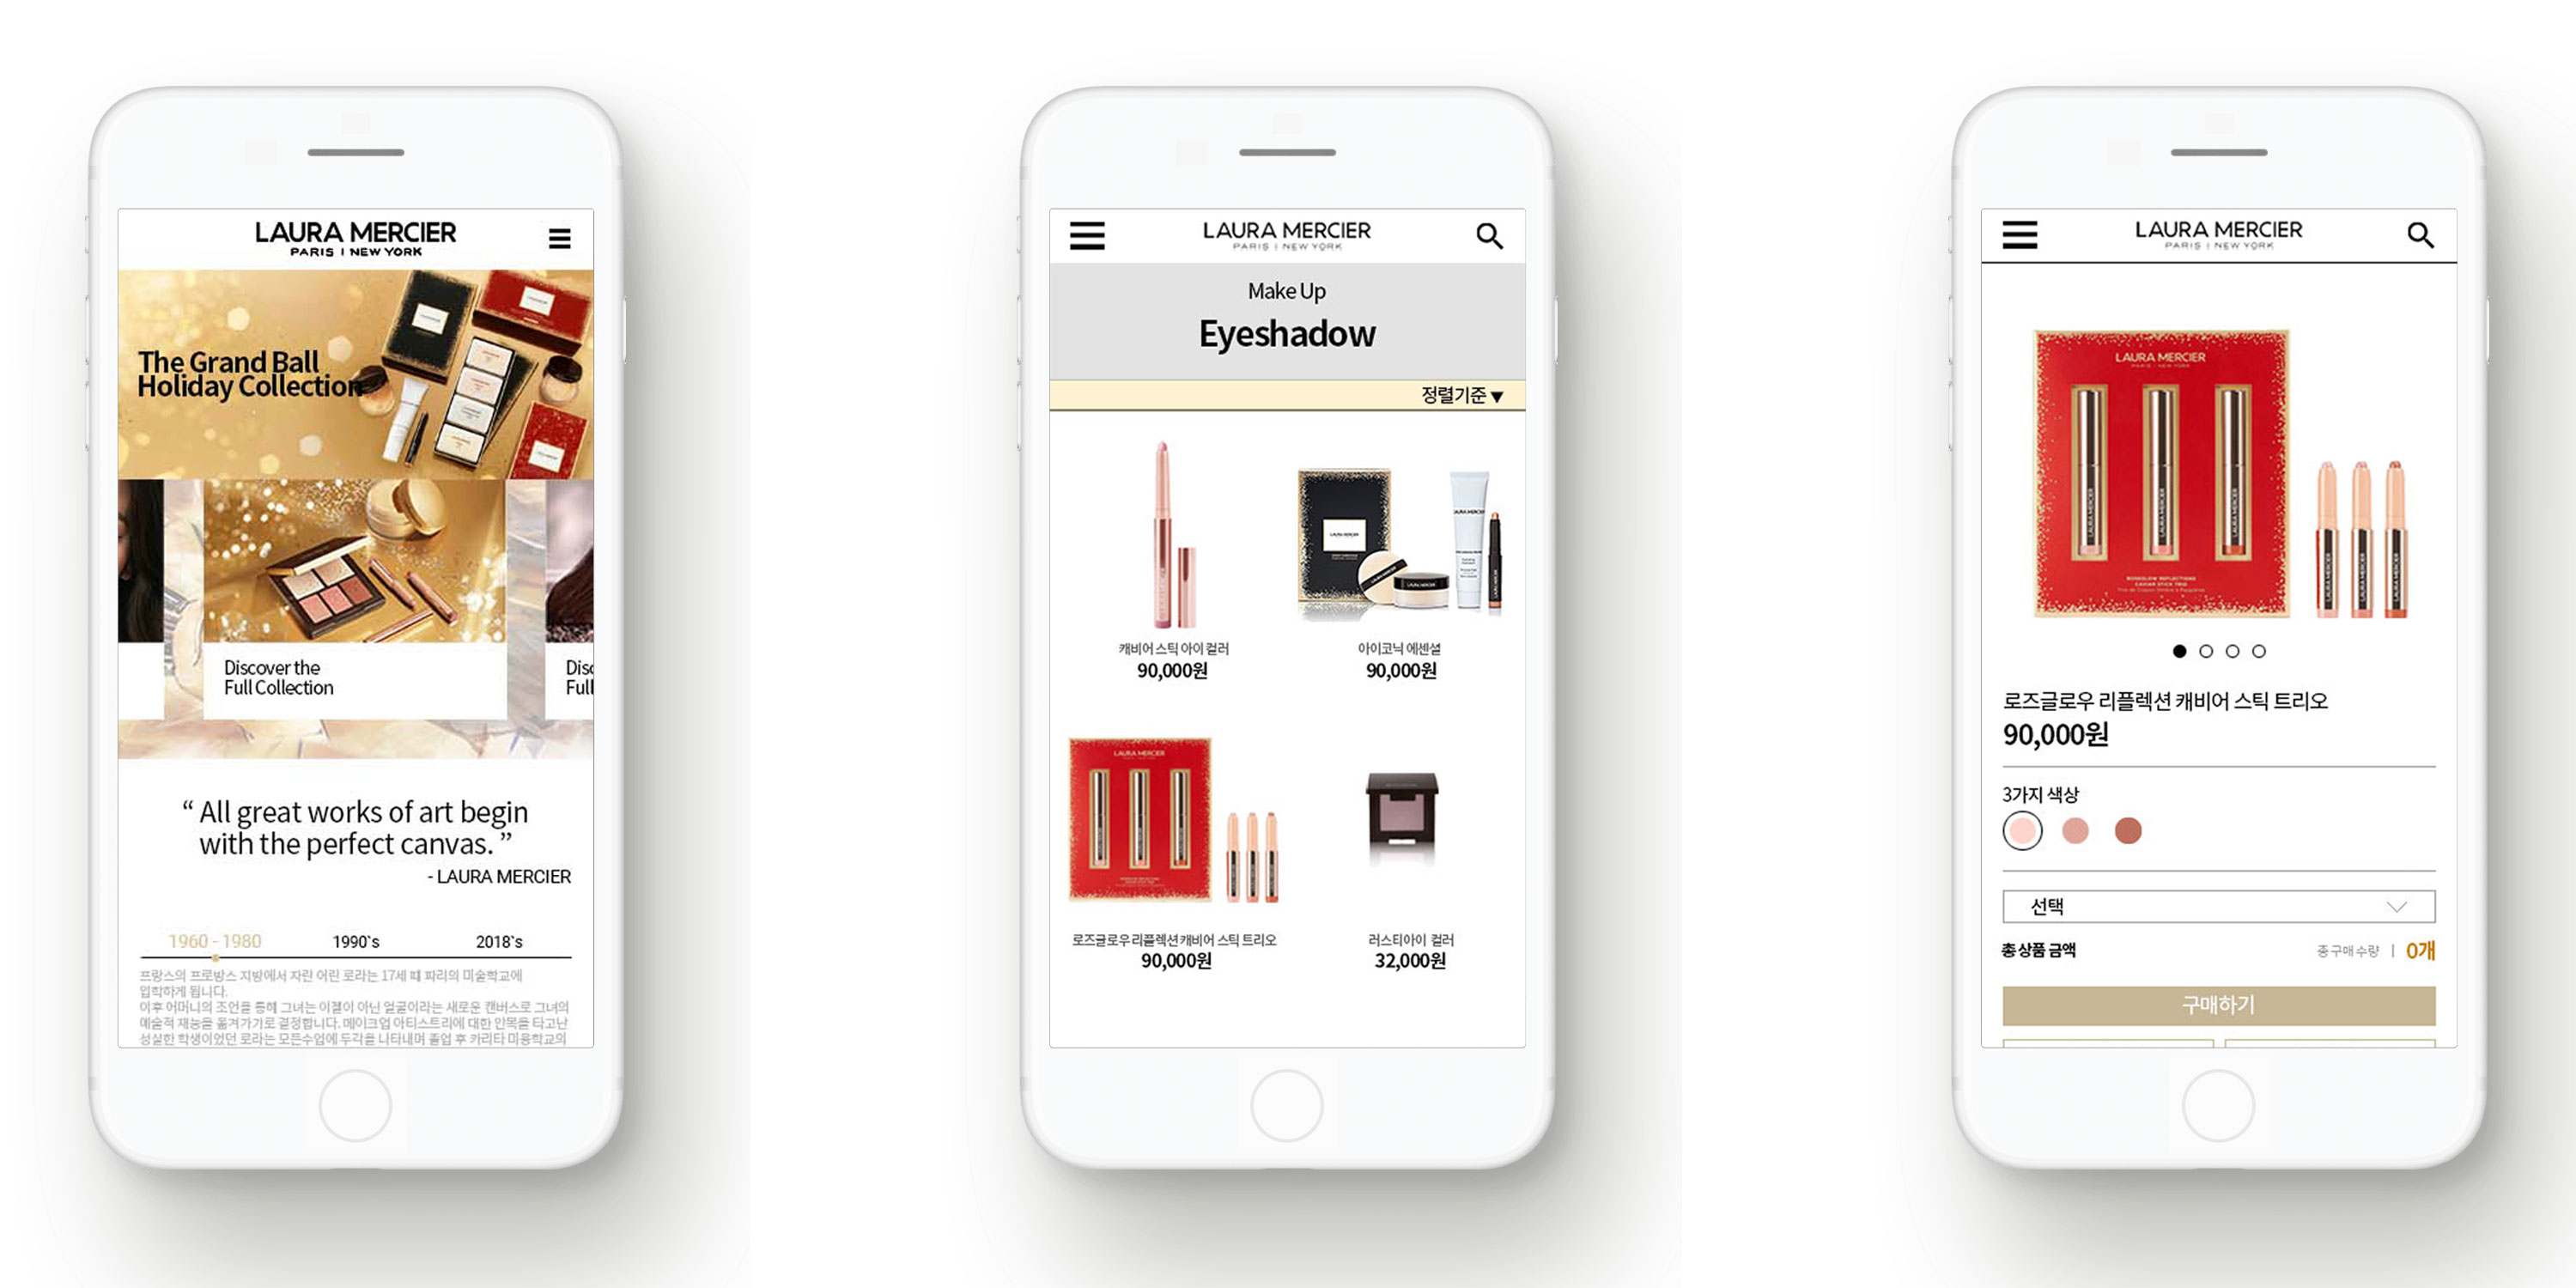 LAURA MERCIER
PARIS | NEW YORK
The Grand Ball
Holiday Collection
Discover the
Full Collection
Disc
Full
“ All great works of art begin
with the perfect canvas. ”
- LAURA MERCIER
1960 - 1980
1990`s
2018`s
프랑스의 프로방스 지방에서 자란 어린 로라는 17세 때 파리의 미술학교에
입학하게 됩니다.
이후 어머니의 조언을 통해 그녀는 이젤이 아닌 얼굴이라는 새로운 캔버스로 그녀의
예술적 재능을 옮겨가기로 결정합니다. 메이크업 아티스트리에 대한 안목을 타고난
성실한 학생이었던 로라는 모든수업에 두각을 나타내며 졸업 후 카리타 미용학교의
LAURA MERCIER
PARIS | NEW YORK
Make Up
Eyeshadow
정렬기준▼
캐비어 스틱 아이 컬러
90,000원
아이코닉 에센셜
90,000원
LAURA MERCIER
로즈글로우 리플렉션 캐비어 스틱 트리오
90,000원
러스티아이 컬러
32,000원
LAURA MERCIER
PARIS | NEW YORK
LAURA MERCIER
PARIS | NEW YORK
ROSEGLOW REFLECTIONS
CAVIAR STICK TRIO
로즈글로우 리플렉션 캐비어 스틱 트리오
90,000원
3가지 색상
선택
총 상품 금액
총 구매 수량 | 0개
구매하기